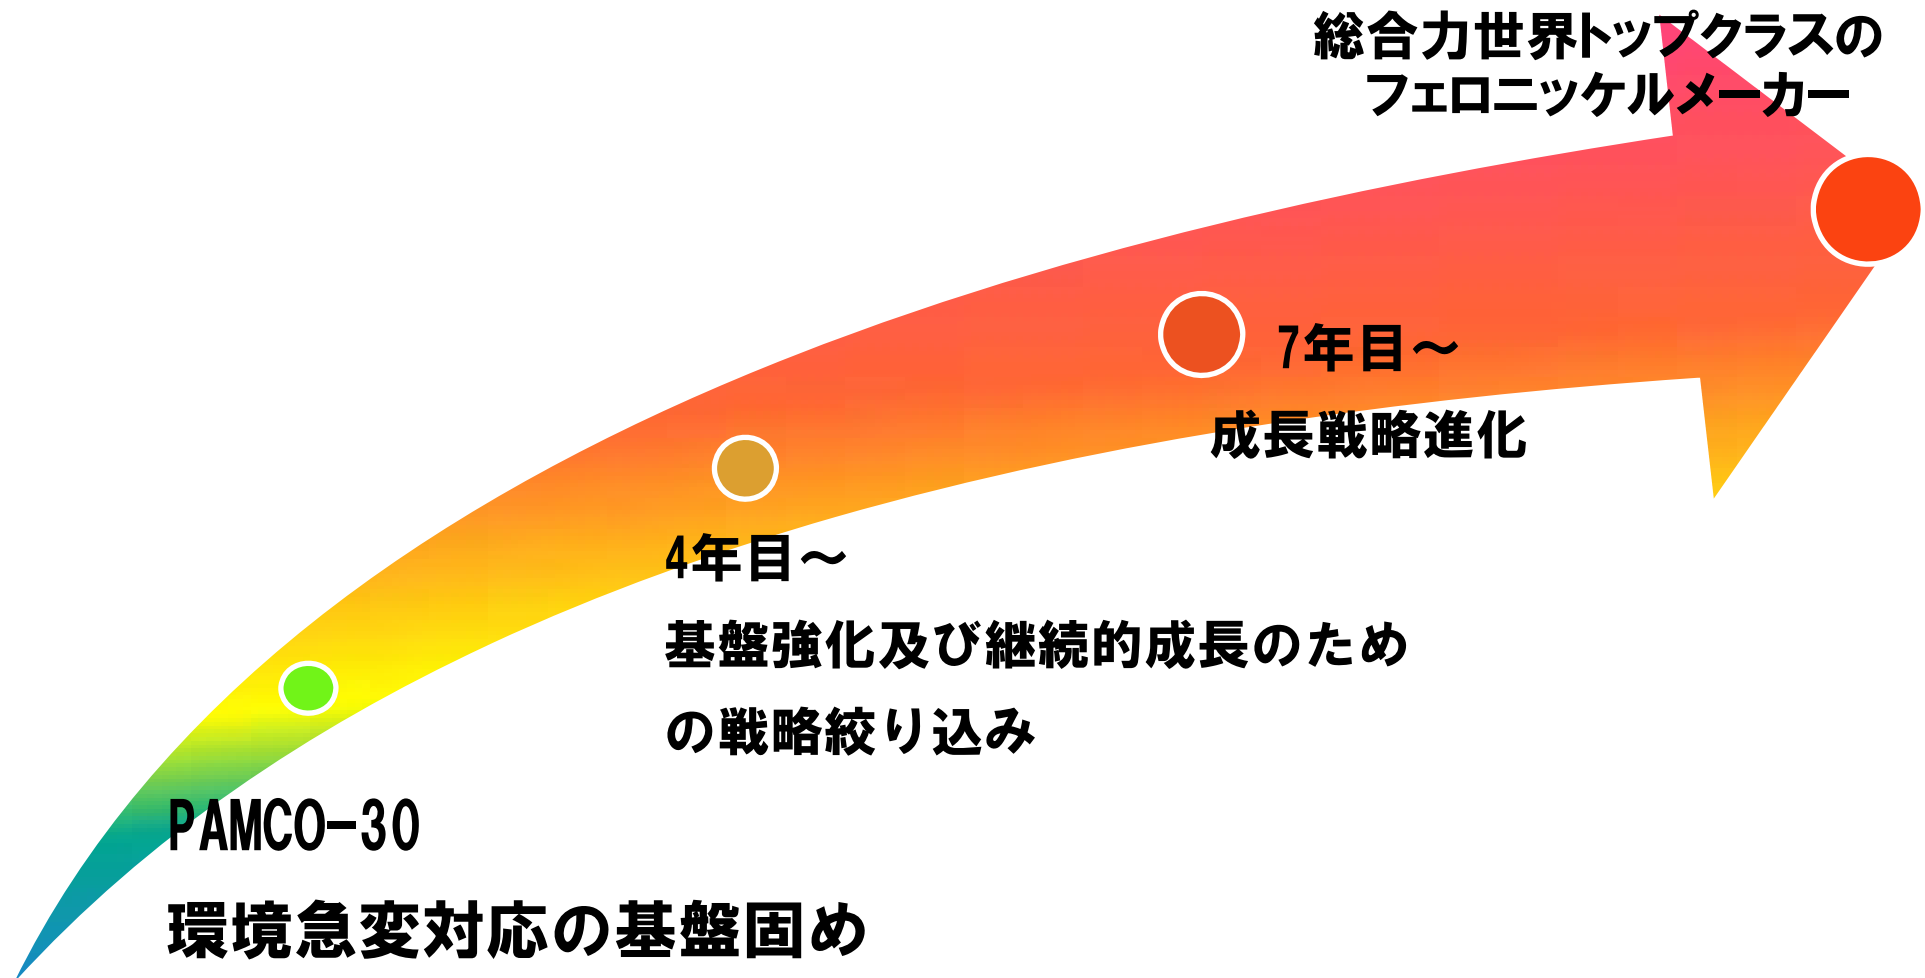 総合力世界トップクラスの
フェロニッケルメーカー
7年目～
成長戦略進化
4年目～
基盤強化及び継続的成長のため
の戦略絞り込み
PAMCO-30
環境急変対応の基盤固め